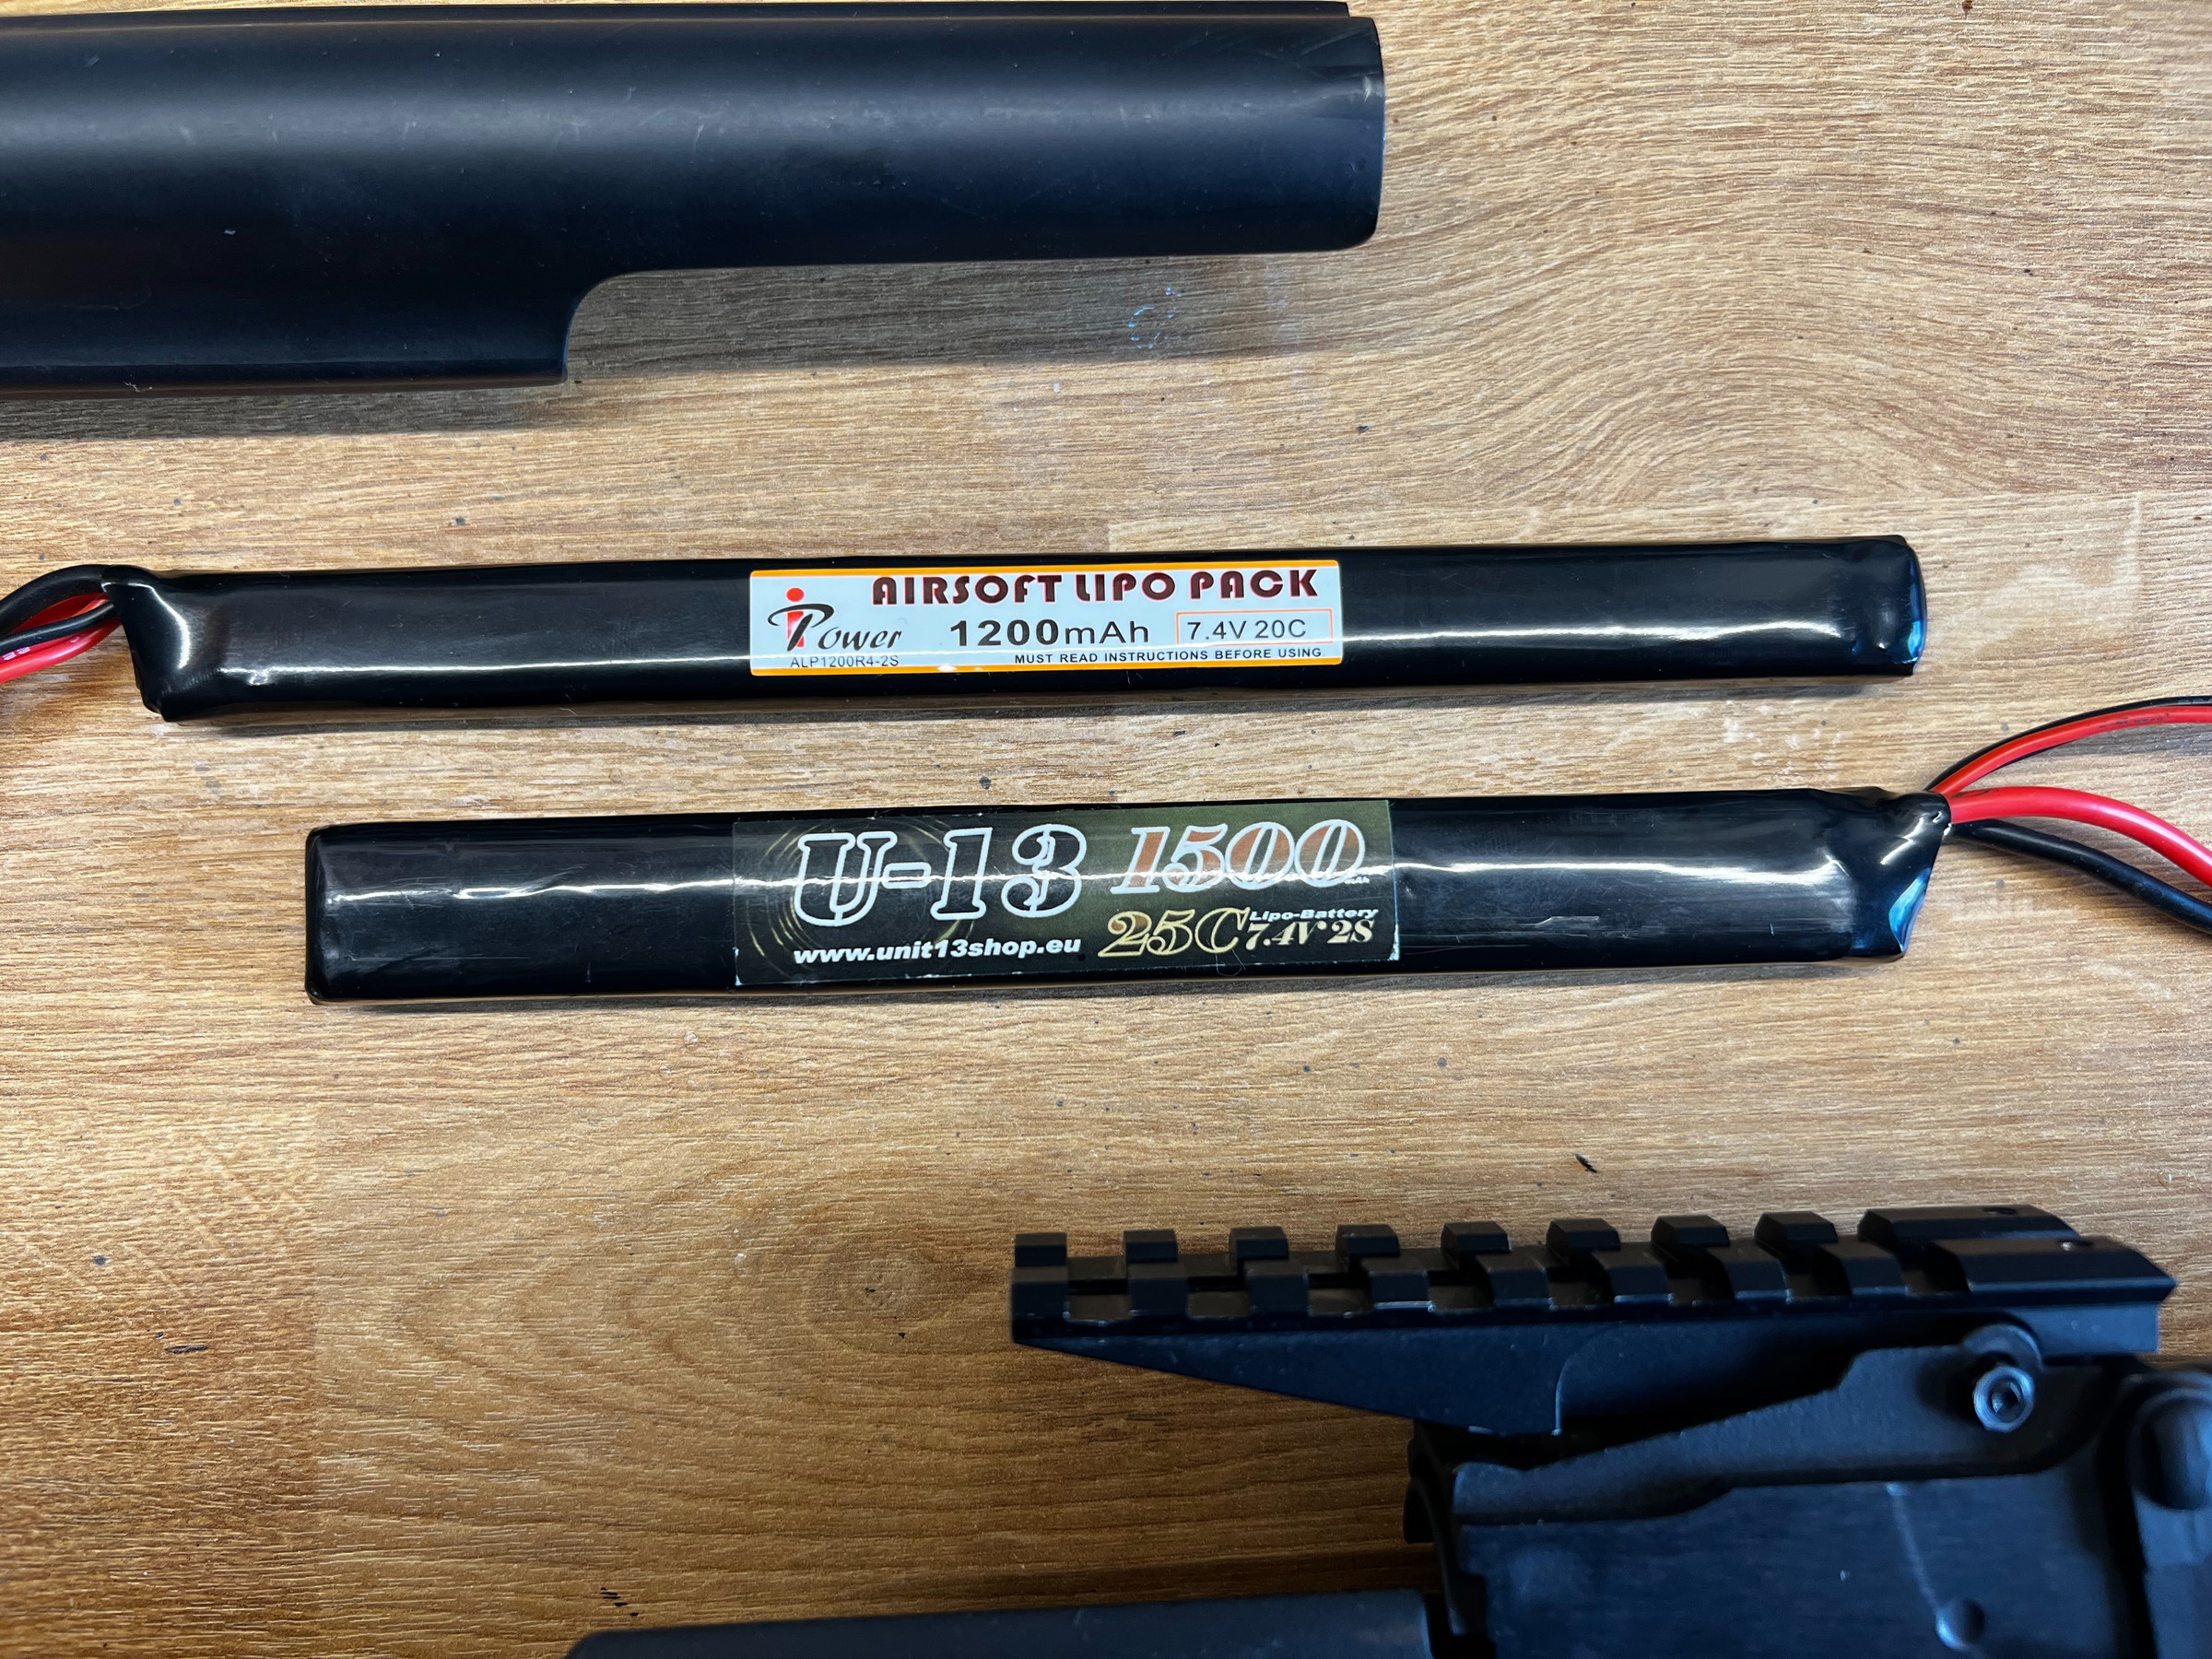 AIRSOFT LIPO PACK
iPower 1200mAh 7.4V 20C
ALP1200R4-2S MUST READ INSTRUCTIONS BEFORE USING
U-13 1500
25C Lipo-Battery
www.unit13shop.eu 7.4V 2S